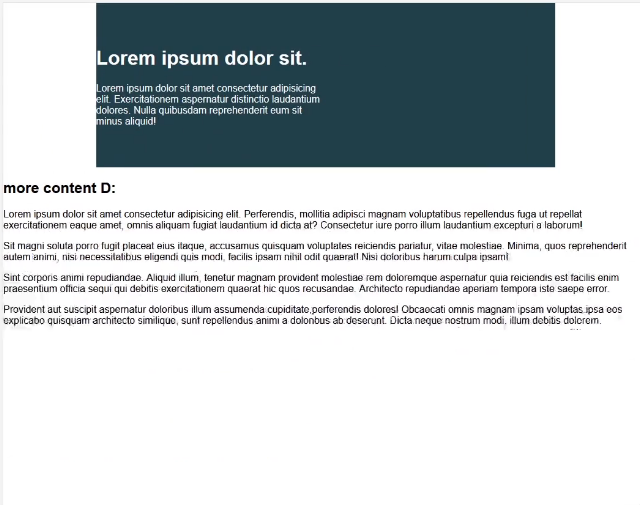 Lorem ipsum dolor sit.
Lorem ipsum dolor sit amet consectetur adipisicing
elit. Exercitationem aspernatur distinctio laudantium
dolores. Nulla quibusdam reprehenderit eum sit
minus aliquid!
more content D:
Lorem ipsum dolor sit amet consectetur adipisicing elit. Perferendis, mollitia adipisci magnam voluptatibus repellendus fuga ut repellat
exercitationem eaque amet, omnis aliquam fugiat laudantium id dicta at? Consectetur iure porro illum laudantium excepturi a laborum!
Sit magni soluta porro fugit placeat eius itaque, accusamus quisquam voluptates reiciendis pariatur, vitae molestiae. Minima, quos reprehenderit
autem animi, nisi necessitatibus eligendi quis modi, facilis ipsam nihil odit quaerat! Nisi doloribus harum culpa ipsam!
Sint corporis animi repudiandae. Aliquid illum, tenetur magnam provident molestiae rem doloremque aspernatur quia reiciendis est facilis enim
praesentium officia sequi qui debitis exercitationem quaerat hic quos recusandae. Architecto repudiandae aperiam tempora iste saepe error.
Provident aut suscipit aspernatur doloribus illum assumenda cupiditate,perferendis dolores! Obcaecati omnis magnam ipsam voluptas ipsa eos
explicabo quisquam architecto similique, sunt repellendus animi a doloribus ab deserunt. Dicta neque nostrum modi, illum debitis dolorem.